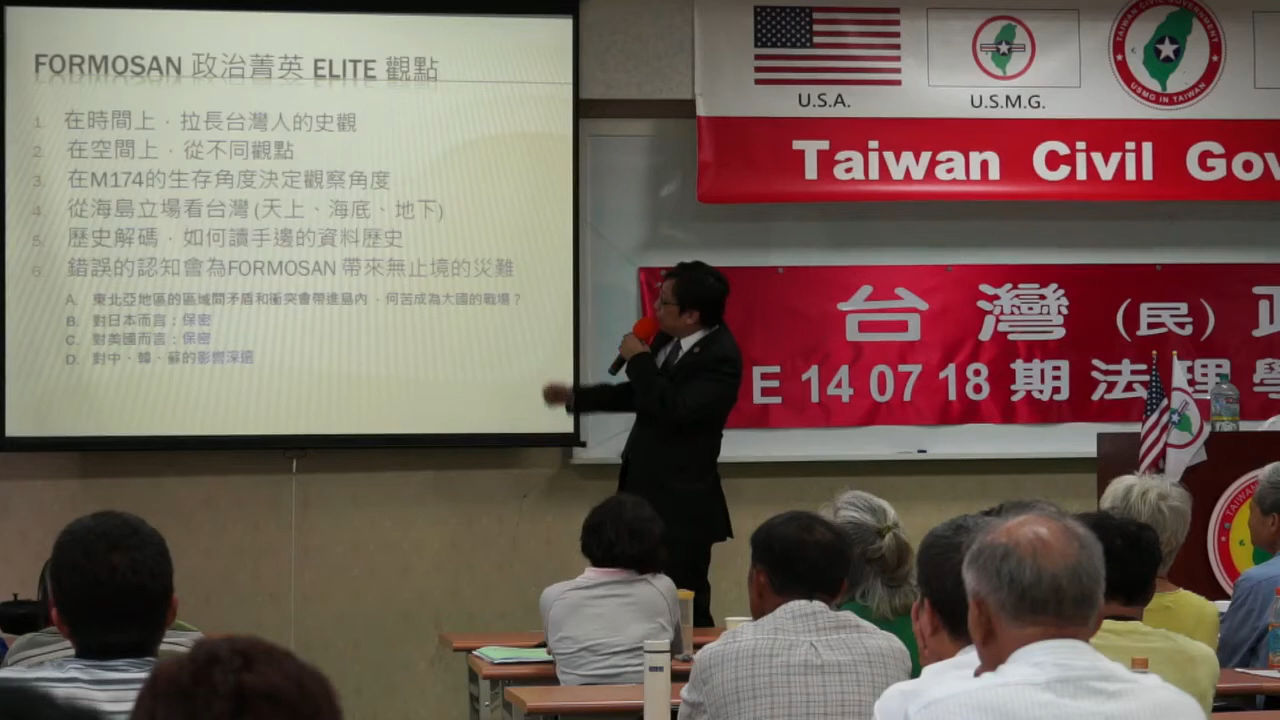 FORMOSAN 政治菁英 ELITE 觀點
1. 在時間上，拉長台灣人的史觀
2. 在空間上，從不同觀點
3. 在M174的生存角度決定觀察角度
4. 從海島立場看台灣 (天上、海底、地下)
5. 歷史解碼，如何讀手邊的資料歷史
6. 錯誤的認知會為FORMOSAN 帶來無止境的災難
A. 東北亞地區的區域間矛盾和衝突會帶進島內，何苦成為大國的戰場？
B. 對日本而言：保密
C. 對美國而言：保密
D. 對中、韓、蘇的影響深遠
U.S.A.
U.S.M.G.
TAIWAN CIVIL GOVERNMENT
USMG IN TAIWAN
Taiwan Civil Gov
台灣(民)政
E 14 07 18 期法理學
TAIWAN